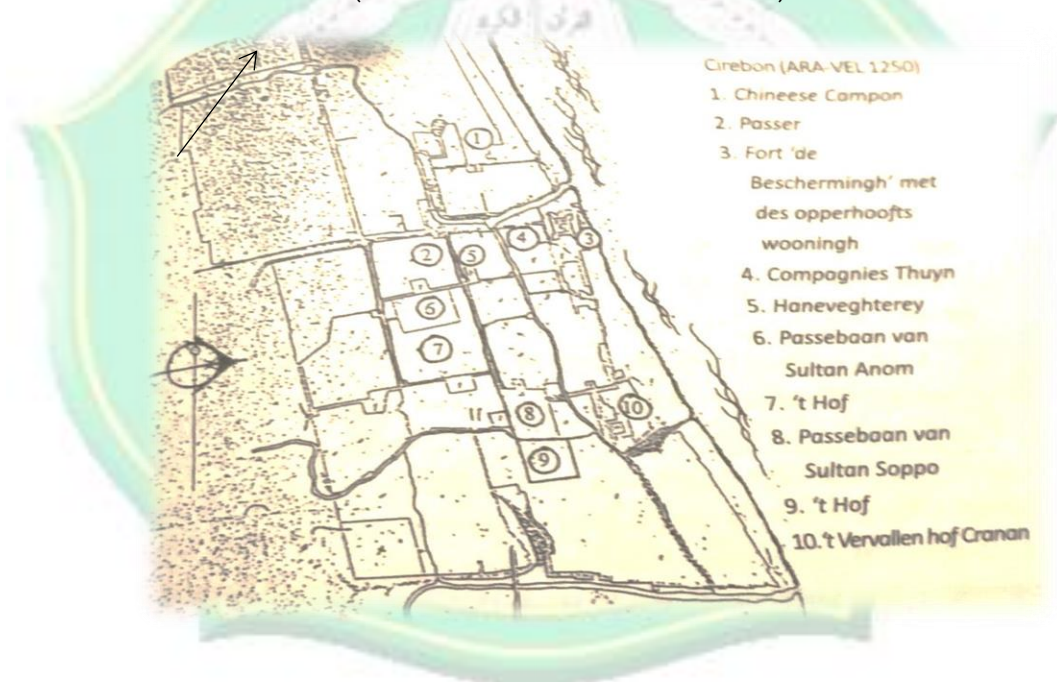 Cirebon (ARA-VEL 1250)
1. Chineese Campon
2. Passer
3. Fort 'de
Beschermingh' met
des opperhoofts
wooningh
4. Compagnies Thuyn
5. Haneveghterey
6. Passebaan van
Sultan Anom
7. 't Hof
8. Passebaan van
Sultan Soppo
9. 't Hof
10.'t Vervallen hof Cranan
1
2
5
4
3
6
7
8
10
9